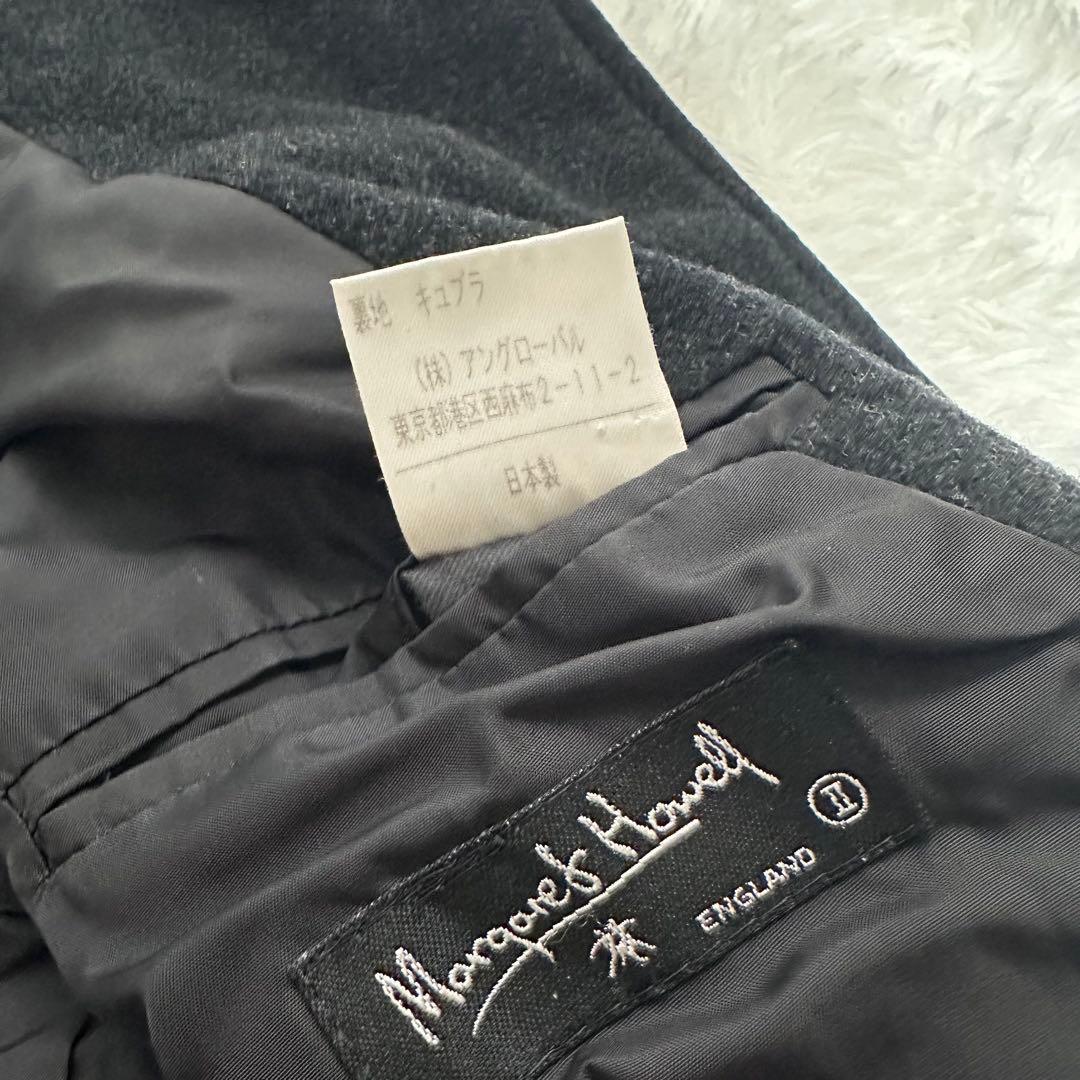 裏地 キュプラ
(株) アングローバル
東京都港区西麻布2-11-2
日本製
Margaret Howell
II
ENGLAND